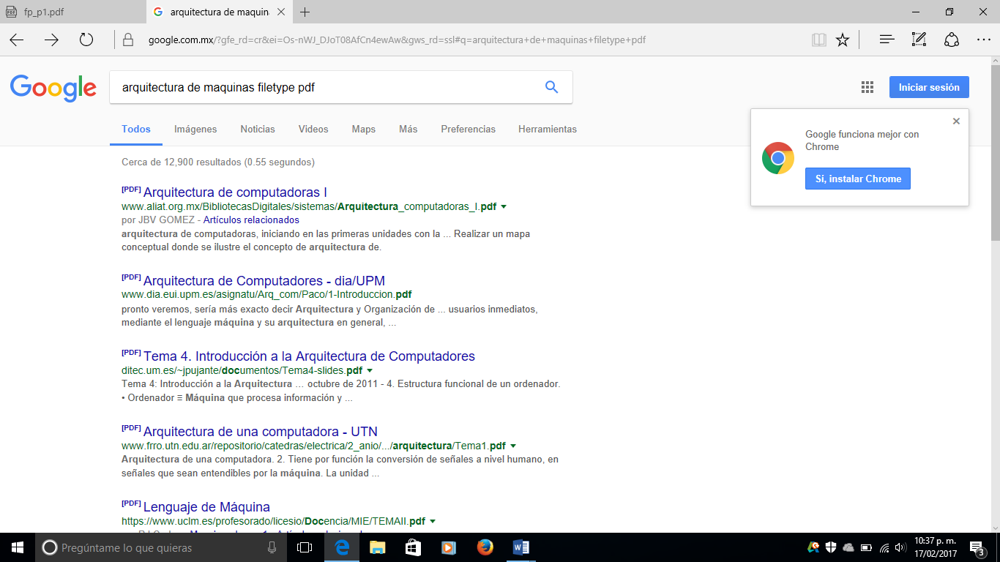 fp_p1.pdf
arquitectura de maquin
google.com.mx/?gfe_rd=cr&ei=Os-nWJ_DJoT08AfCn4ewAw&gws_rd=ssl#q=arquitectura+de+maquinas+filetype+pdf
Google
arquitectura de maquinas filetype pdf
Iniciar sesión
Todos Imágenes Noticias Videos Maps Más Preferencias Herramientas
Google funciona mejor con
Chrome
Sí, instalar Chrome
Cerca de 12,900 resultados (0.55 segundos)
[PDF] Arquitectura de computadoras I
www.aliat.org.mx/BibliotecasDigitales/sistemas/Arquitectura_computadoras_I.pdf
por JBV GOMEZ - Artículos relacionados
arquitectura de computadoras, iniciando en las primeras unidades con la ... Realizar un mapa
conceptual donde se ilustre el concepto de arquitectura de.
[PDF] Arquitectura de Computadores - dia/UPM
www.dia.eui.upm.es/asignatu/Arq_com/Paco/1-Introduccion.pdf
pronto veremos, sería más exacto decir Arquitectura y Organización de ... usuarios inmediatos,
mediante el lenguaje máquina y su arquitectura en general, ...
[PDF] Tema 4. Introducción a la Arquitectura de Computadores
ditec.um.es/~jpujante/documentos/Tema4-slides.pdf
Tema 4: Introducción a la Arquitectura ... octubre de 2011 - 4. Estructura funcional de un ordenador.
• Ordenador ≡ Máquina que procesa información y ...
[PDF] Arquitectura de una computadora - UTN
www.frro.utn.edu.ar/repositorio/catedras/electrica/2_anio/.../arquitectura/Tema1.pdf
Arquitectura de una computadora. 2. Tiene por función la conversión de señales a nivel humano, en
señales que sean entendibles por la máquina. La unidad ...
[PDF] Lenguaje de Máquina
https://www.uclm.es/profesorado/licesio/Docencia/MIE/TEMAII.pdf
Pregúntame lo que quieras
10:37 p. m.
17/02/2017
3